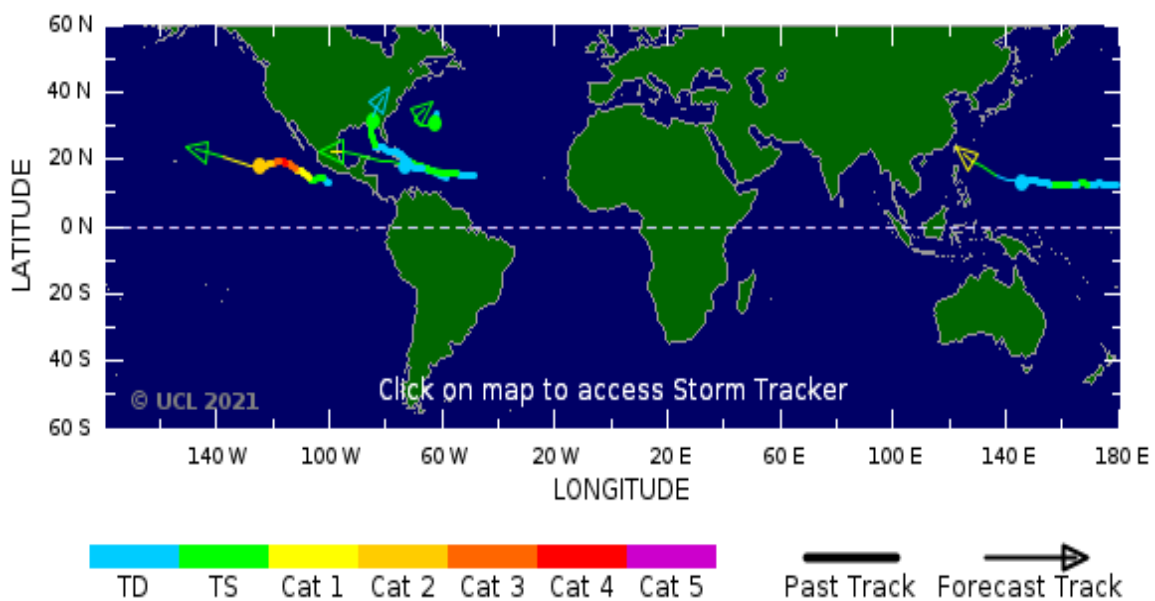 60 N
40 N
20 N
0 N
20 S
40 S
60 S
LATITUDE
Click on map to access Storm Tracker
© UCL 2021
140 W 100 W 60 W 20 W 20 E 60 E 100 E 140 E 180 E
LONGITUDE
TD TS Cat 1 Cat 2 Cat 3 Cat 4 Cat 5 Past Track Forecast Track